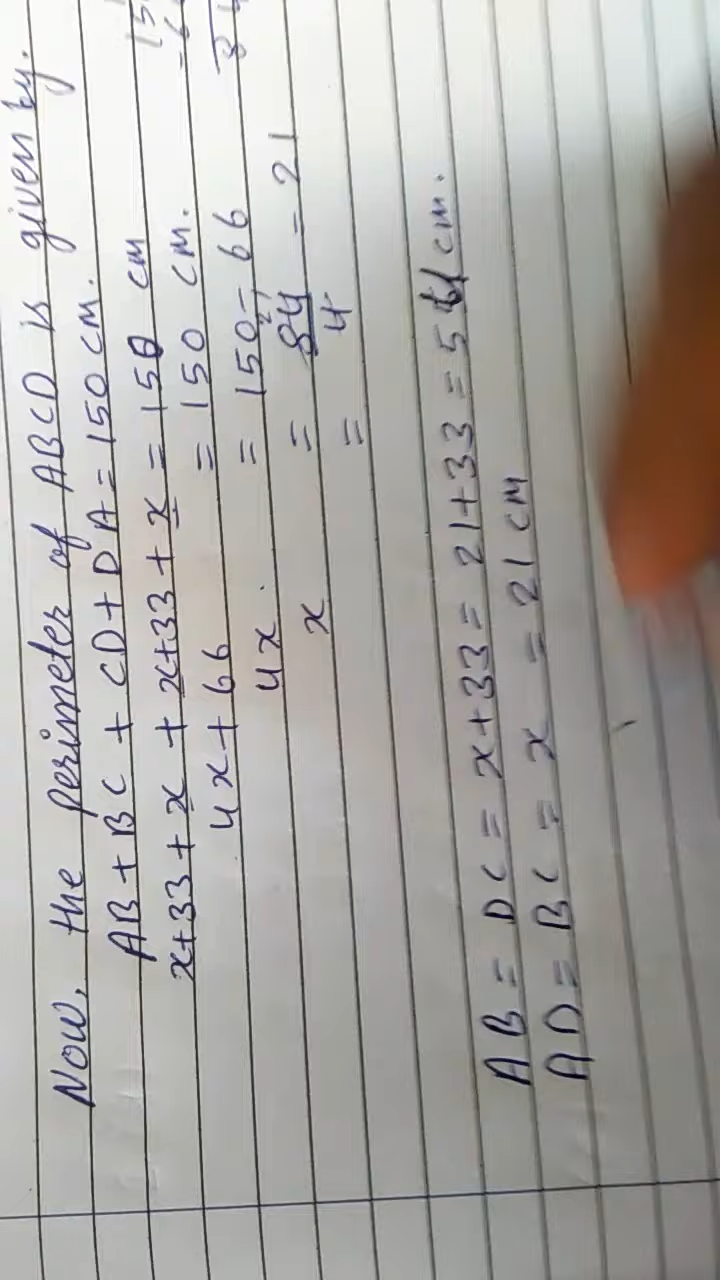 Now, the perimeter of ABCD is given by.
AB + BC + CD + DA = 150 cm.
x+33 + x + x+33 + x = 150 cm
4x + 66 = 150 cm.
4x. = 150 - 66
x = 84/4 = 21
=
AB = DC = x+33 = 21+33 = 54 cm.
AD = BC = x = 21 cm